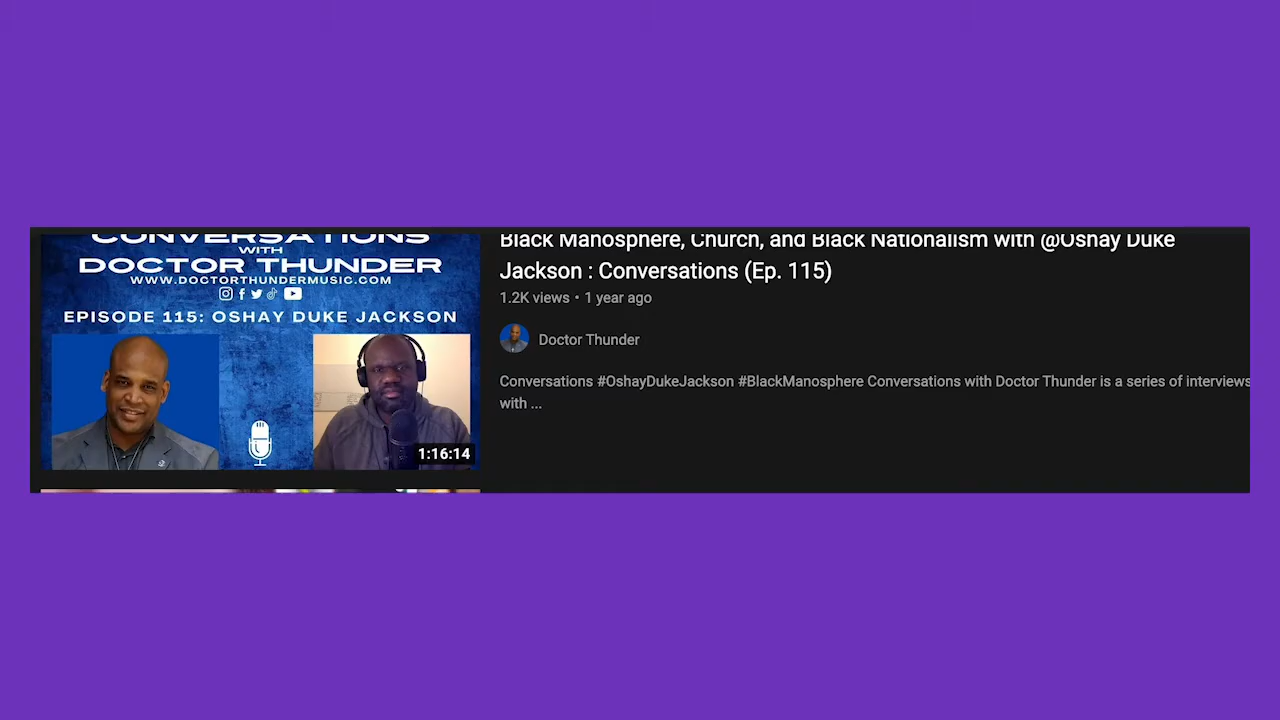 CONVERSATIONS
WITH
DOCTOR THUNDER
WWW.DOCTORTHUNDERMUSIC.COM
EPISODE 115: OSHAY DUKE JACKSON
1:16:14
Black Manosphere, Church, and Black Nationalism with @Oshay Duke
Jackson : Conversations (Ep. 115)
1.2K views • 1 year ago
Doctor Thunder
Conversations #OshayDukeJackson #BlackManosphere Conversations with Doctor Thunder is a series of interviews
with ...